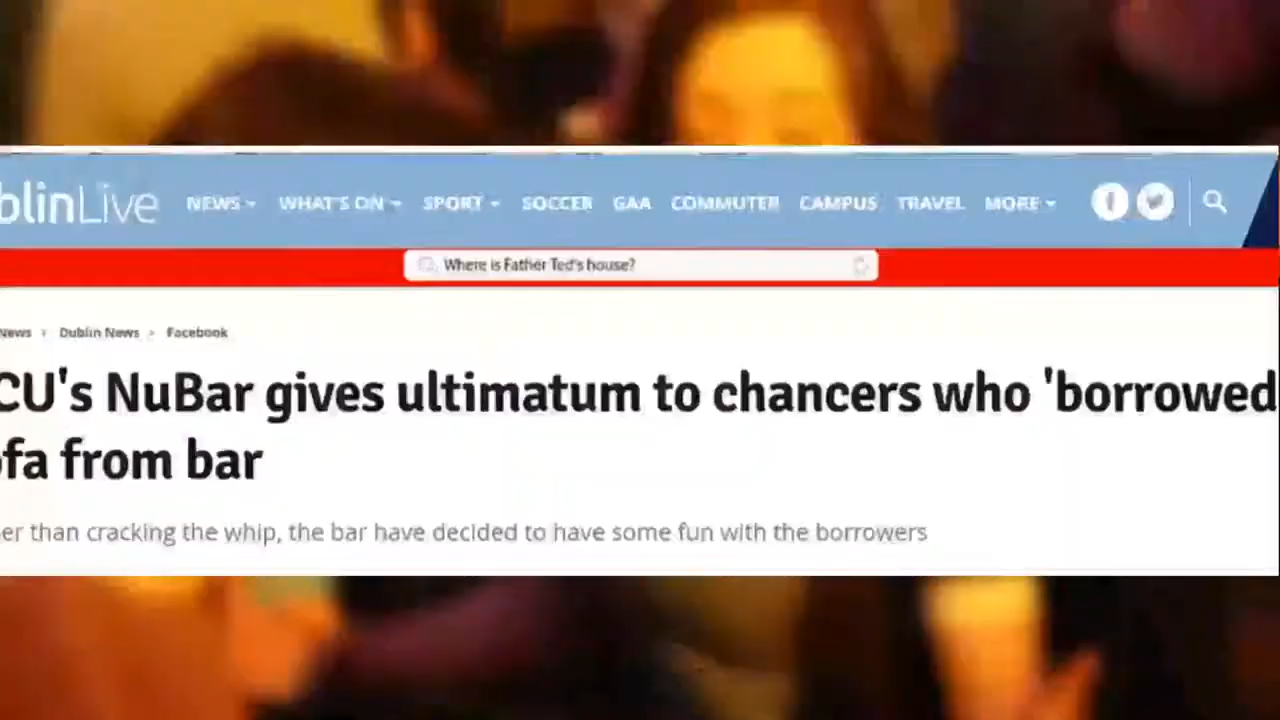 blinLive NEWS WHAT'S ON SPORT SOCCER GAA COMMUTER CAMPUS TRAVEL MORE
Where is Father Ted's house?
News > Dublin News > Facebook
CU's NuBar gives ultimatum to chancers who 'borrowed
ofa from bar
er than cracking the whip, the bar have decided to have some fun with the borrowers